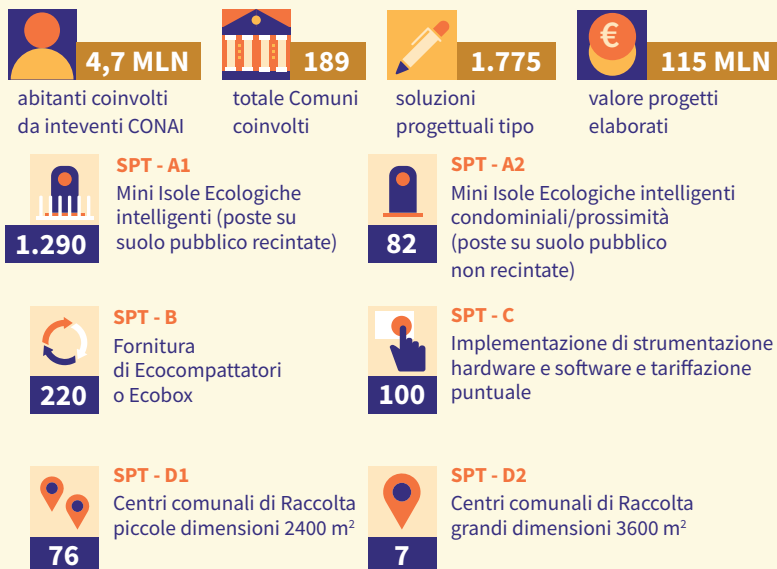 4,7 MLN
abitanti coinvolti
da inteventi CONAI
189
totale Comuni
coinvolti
1.775
soluzioni
progettuali tipo
€
115 MLN
valore progetti
elaborati
SPT - A1
Mini Isole Ecologiche
intelligenti (poste su
suolo pubblico recintate)
1.290
SPT - A2
Mini Isole Ecologiche intelligenti
condominiali/prossimità
(poste su suolo pubblico
non recintate)
82
SPT - B
Fornitura
di Ecocompattatori
o Ecobox
220
SPT - C
Implementazione di strumentazione
hardware e software e tariffazione
puntuale
100
SPT - D1
Centri comunali di Raccolta
piccole dimensioni 2400 m²
76
SPT - D2
Centri comunali di Raccolta
grandi dimensioni 3600 m²
7